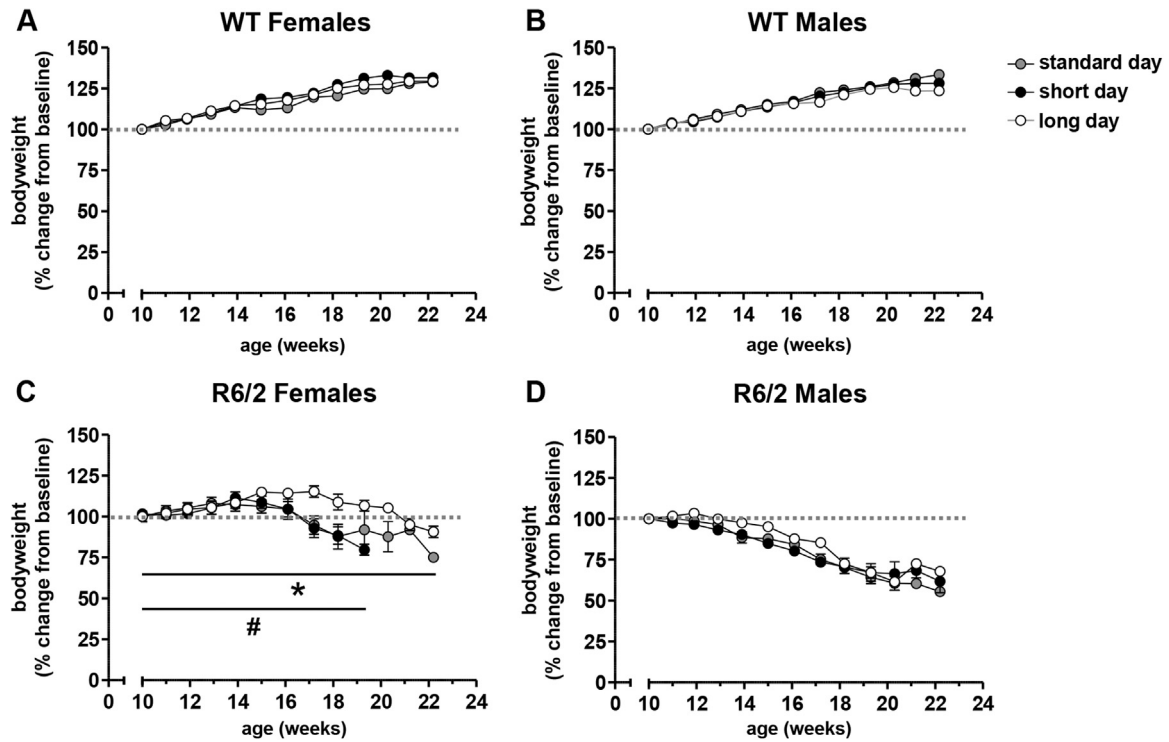 A
WT Females
bodyweight
(% change from baseline)
150
125
100
75
50
25
0
0 10 12 14 16 18 20 22 24
age (weeks)
B
WT Males
bodyweight
(% change from baseline)
150
125
100
75
50
25
0
0 10 12 14 16 18 20 22 24
age (weeks)
standard day
short day
long day
C
R6/2 Females
bodyweight
(% change from baseline)
150
125
100
75
50
25
0
*
#
0 10 12 14 16 18 20 22 24
age (weeks)
D
R6/2 Males
bodyweight
(% change from baseline)
150
125
100
75
50
25
0
0 10 12 14 16 18 20 22 24
age (weeks)